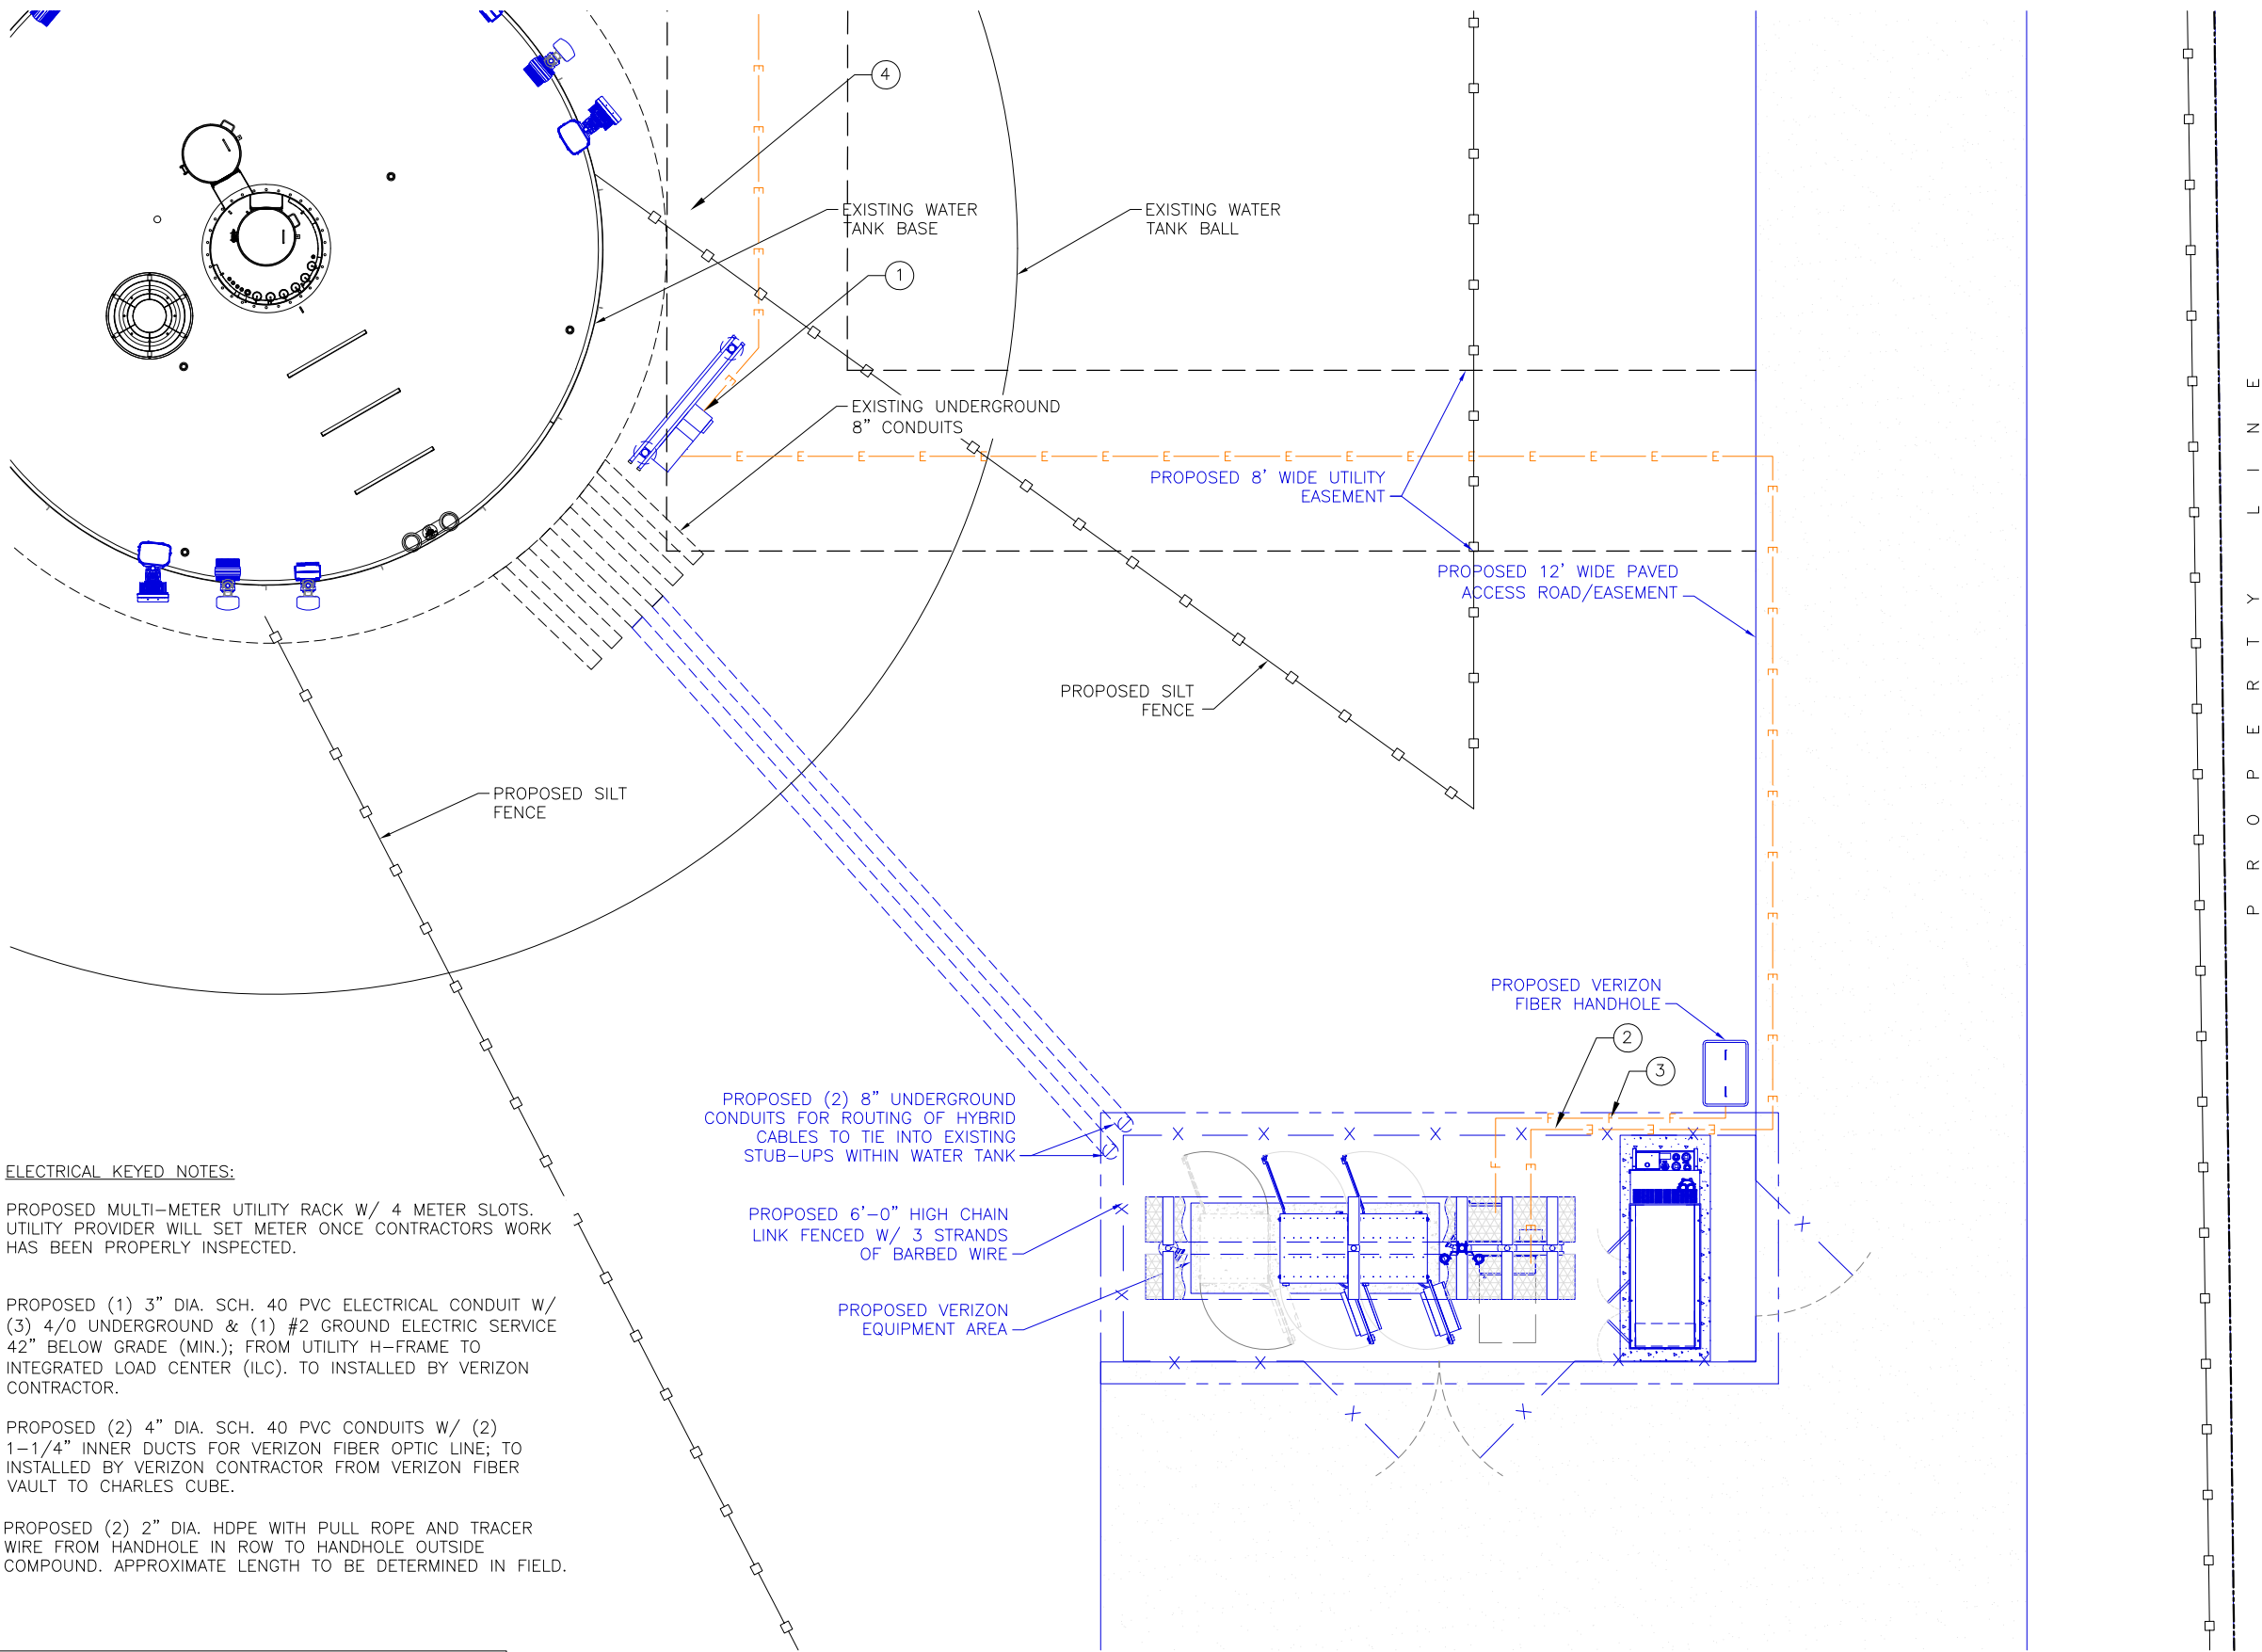 4
EXISTING WATER
TANK BASE
EXISTING WATER
TANK BALL
1
EXISTING UNDERGROUND
8" CONDUITS
PROPOSED 8' WIDE UTILITY
EASEMENT
PROPOSED 12' WIDE PAVED
ACCESS ROAD/EASEMENT
PROPERTY LINE
PROPOSED SILT
FENCE
PROPOSED SILT
FENCE
PROPOSED VERIZON
FIBER HANDHOLE
2
3
PROPOSED (2) 8" UNDERGROUND
CONDUITS FOR ROUTING OF HYBRID
CABLES TO TIE INTO EXISTING
STUB-UPS WITHIN WATER TANK
PROPOSED 6'-0" HIGH CHAIN
LINK FENCED W/ 3 STRANDS
OF BARBED WIRE
PROPOSED VERIZON
EQUIPMENT AREA
ELECTRICAL KEYED NOTES:
PROPOSED MULTI-METER UTILITY RACK W/ 4 METER SLOTS.
UTILITY PROVIDER WILL SET METER ONCE CONTRACTORS WORK
HAS BEEN PROPERLY INSPECTED.
PROPOSED (1) 3" DIA. SCH. 40 PVC ELECTRICAL CONDUIT W/
(3) 4/0 UNDERGROUND & (1) #2 GROUND ELECTRIC SERVICE
42" BELOW GRADE (MIN.); FROM UTILITY H-FRAME TO
INTEGRATED LOAD CENTER (ILC). TO INSTALLED BY VERIZON
CONTRACTOR.
PROPOSED (2) 4" DIA. SCH. 40 PVC CONDUITS W/ (2)
1-1/4" INNER DUCTS FOR VERIZON FIBER OPTIC LINE; TO
INSTALLED BY VERIZON CONTRACTOR FROM VERIZON FIBER
VAULT TO CHARLES CUBE.
PROPOSED (2) 2" DIA. HDPE WITH PULL ROPE AND TRACER
WIRE FROM HANDHOLE IN ROW TO HANDHOLE OUTSIDE
COMPOUND. APPROXIMATE LENGTH TO BE DETERMINED IN FIELD.